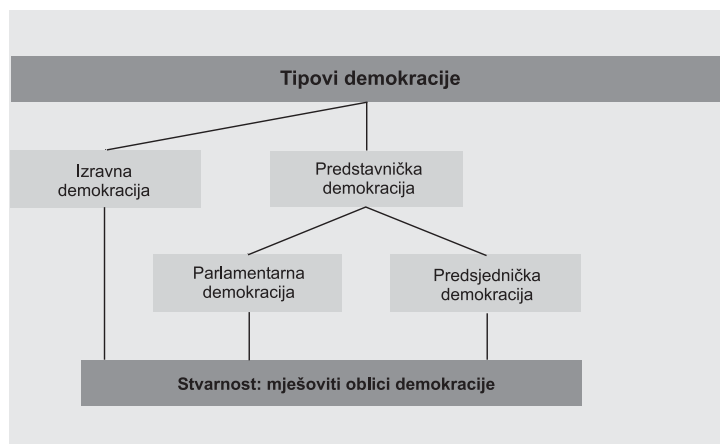 Tipovi demokracije
Izravna
demokracija
Predstavnička
demokracija
Parlamentarna
demokracija
Predsjednička
demokracija
Stvarnost: mješoviti oblici demokracije